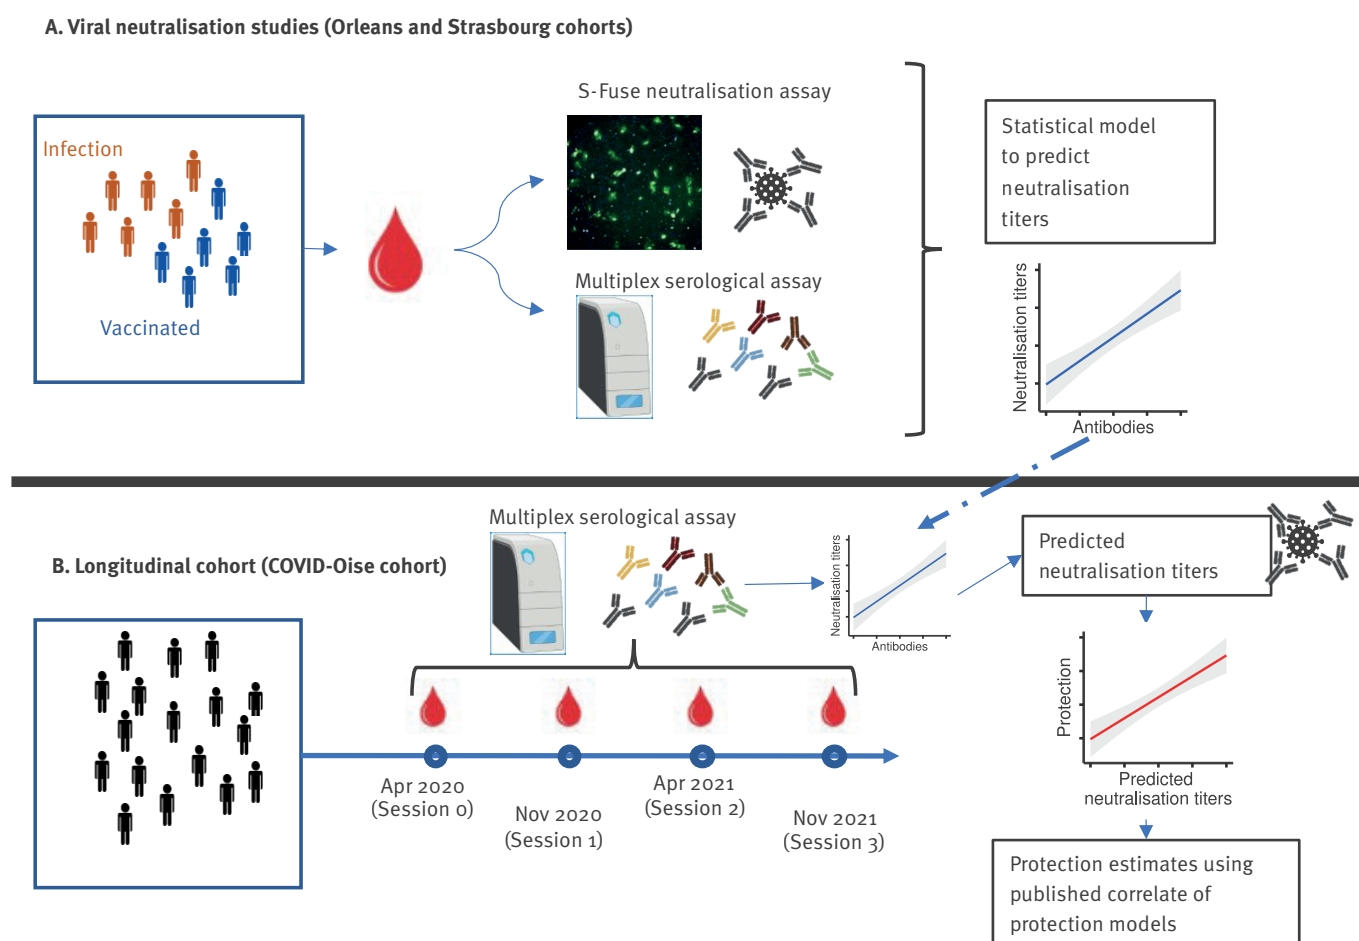 A. Viral neutralisation studies (Orleans and Strasbourg cohorts)
Infection
Vaccinated
S-Fuse neutralisation assay
Multiplex serological assay
Statistical model
to predict
neutralisation
titers
Neutralisation titers
Antibodies
B. Longitudinal cohort (COVID-Oise cohort)
Multiplex serological assay
Neutralisation titers
Antibodies
Predicted
neutralisation titers
Protection
Predicted
neutralisation titers
Apr 2020
(Session 0)
Nov 2020
(Session 1)
Apr 2021
(Session 2)
Nov 2021
(Session 3)
Protection estimates using
published correlate of
protection models